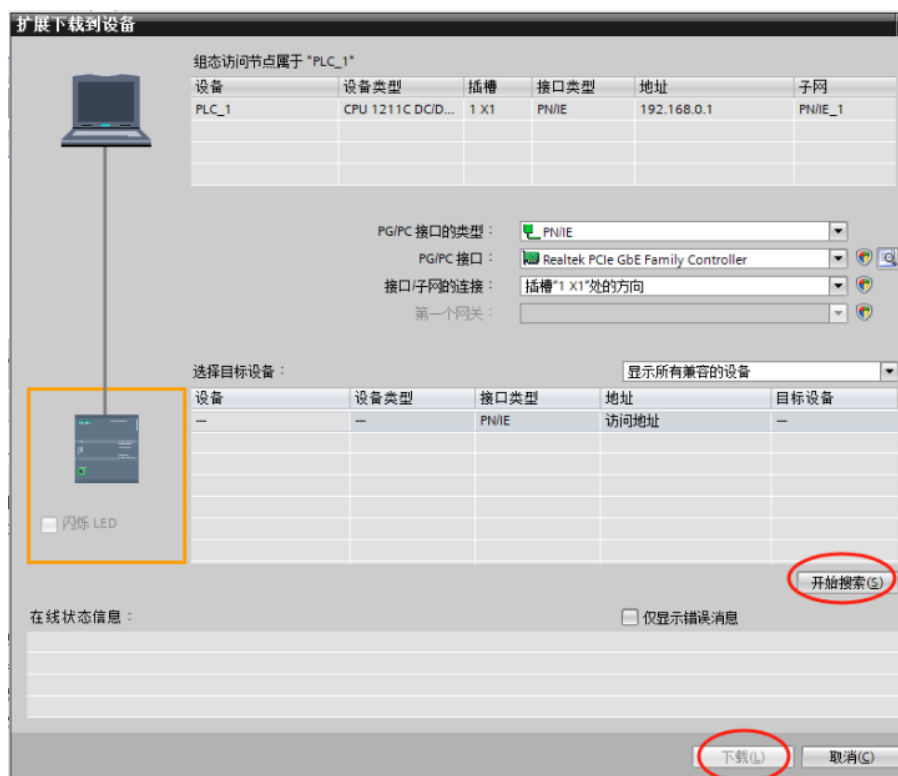 扩展下载到设备
组态访问节点属于 "PLC_1"
设备 设备类型 插槽 接口类型 地址 子网
PLC_1 CPU 1211C DC/D... 1 X1 PN/IE 192.168.0.1 PN/IE_1
PG/PC 接口的类型： PN/IE
PG/PC 接口： Realtek PCIe GbE Family Controller
接口/子网的连接： 插槽"1 X1"处的方向
第一个网关：
选择目标设备： 显示所有兼容的设备
设备 设备类型 接口类型 地址 目标设备
— — PN/IE 访问地址 —
闪烁 LED
开始搜索(S)
在线状态信息： 仅显示错误消息
下载(L) 取消(C)